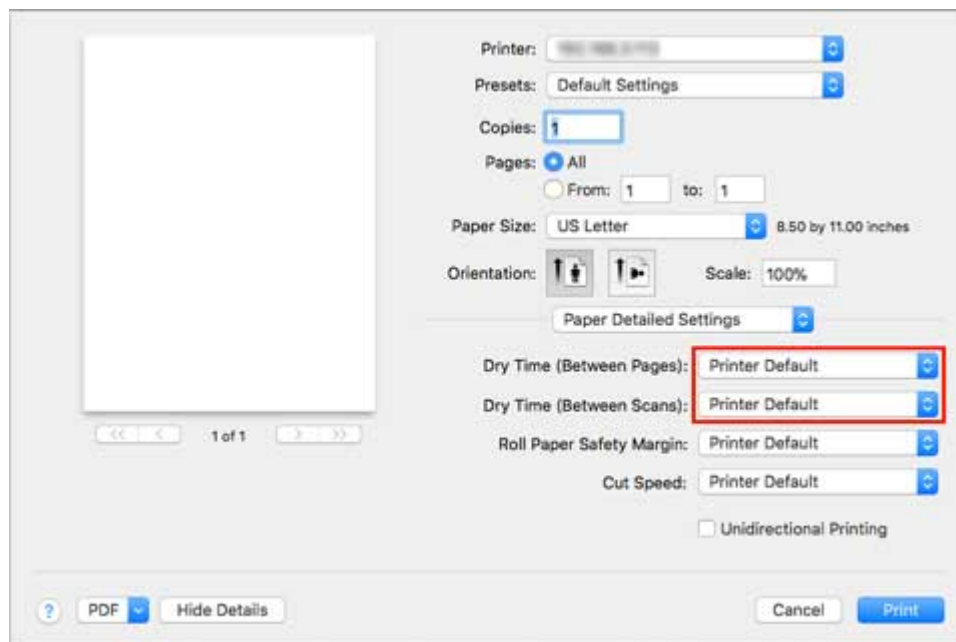 Printer:
Presets: Default Settings
Copies: 1
Pages: All
From: 1 to: 1
Paper Size: US Letter 8.50 by 11.00 inches
Orientation: Scale: 100%
Paper Detailed Settings
Dry Time (Between Pages): Printer Default
Dry Time (Between Scans): Printer Default
1 of 1
Roll Paper Safety Margin: Printer Default
Cut Speed: Printer Default
Unidirectional Printing
? PDF Hide Details Cancel Print